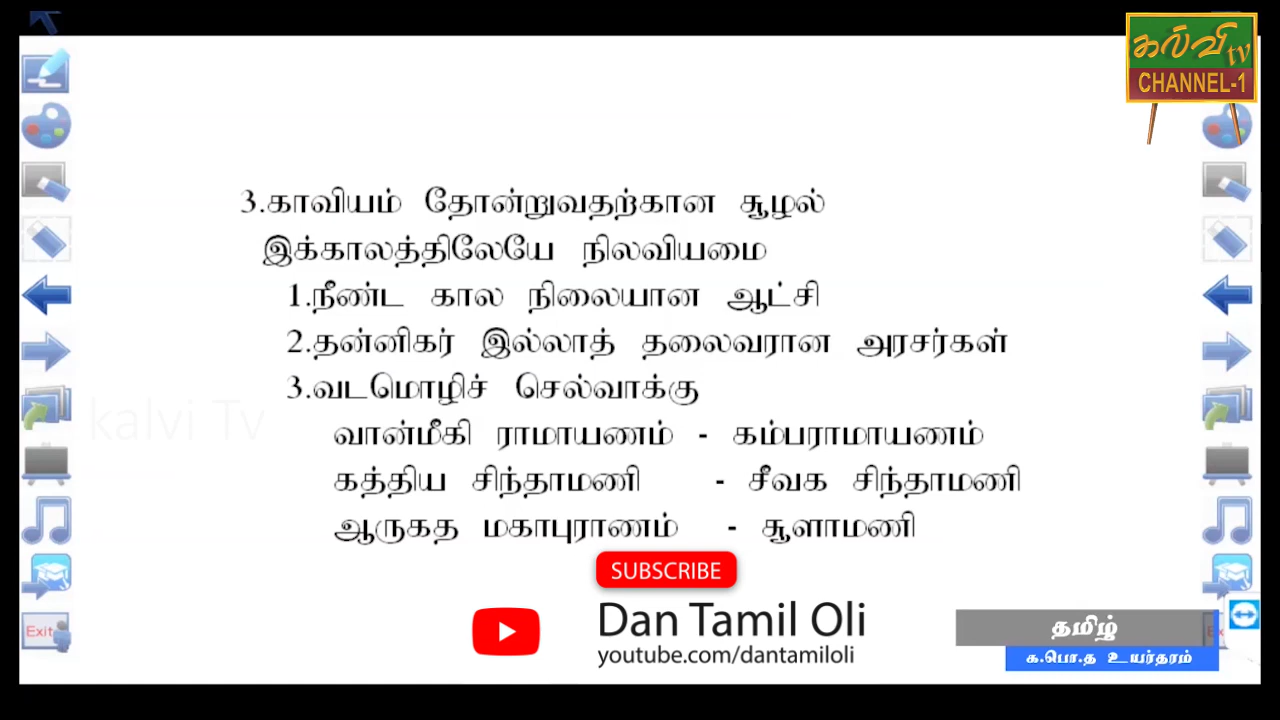 கல்வி tv
CHANNEL-1
3.காவியம் தோன்றுவதற்கான சூழல்
இக்காலத்திலேயே நிலவியமை
1.நீண்ட கால நிலையான ஆட்சி
2.தன்னிகர் இல்லாத் தலைவரான அரசர்கள்
3.வடமொழிச் செல்வாக்கு
kalvi Tv
வான்மீகி ராமாயணம் - கம்பராமாயணம்
கத்திய சிந்தாமணி - சீவக சிந்தாமணி
ஆருகத மகாபுராணம் - சூளாமணி
SUBSCRIBE
Dan Tamil Oli
youtube.com/dantamiloli
தமிழ்
க.பொ.த உயர்தரம்
Exit
Ex